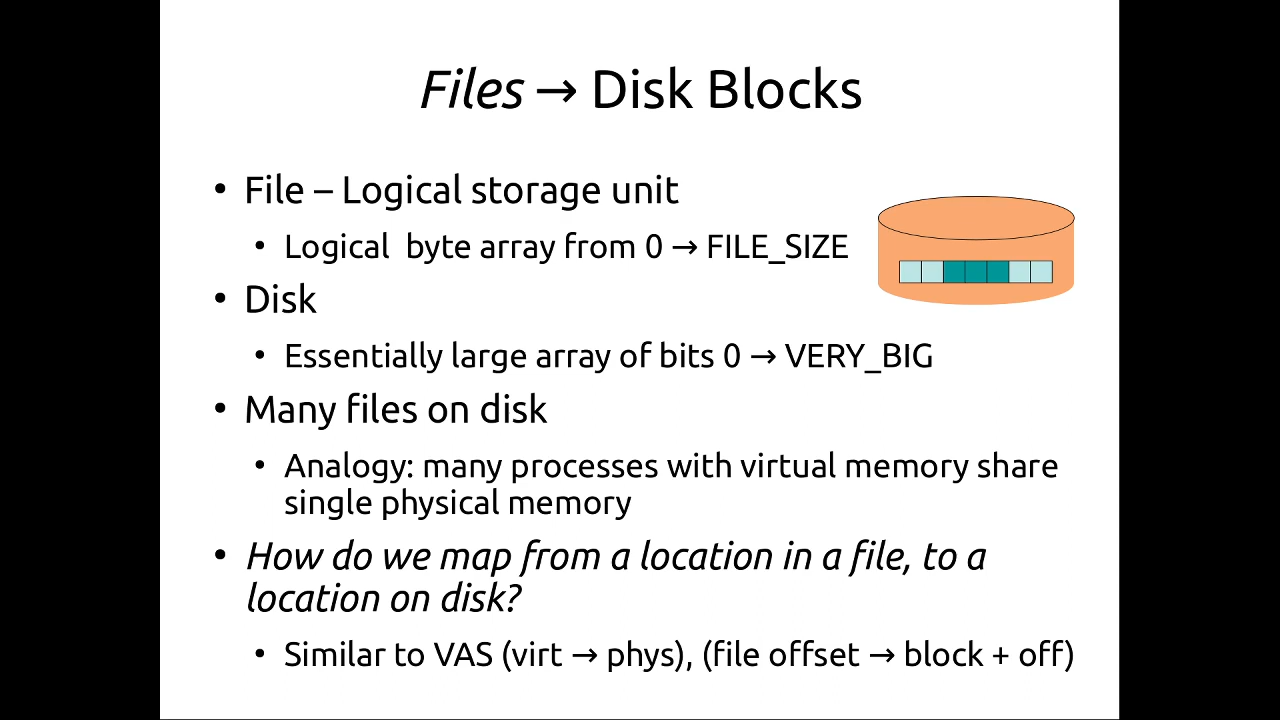 Files → Disk Blocks
• File – Logical storage unit
• Logical  byte array from 0 → FILE_SIZE
• Disk
• Essentially large array of bits 0 → VERY_BIG
• Many files on disk
• Analogy: many processes with virtual memory share
single physical memory
• How do we map from a location in a file, to a
location on disk?
• Similar to VAS (virt → phys), (file offset → block + off)